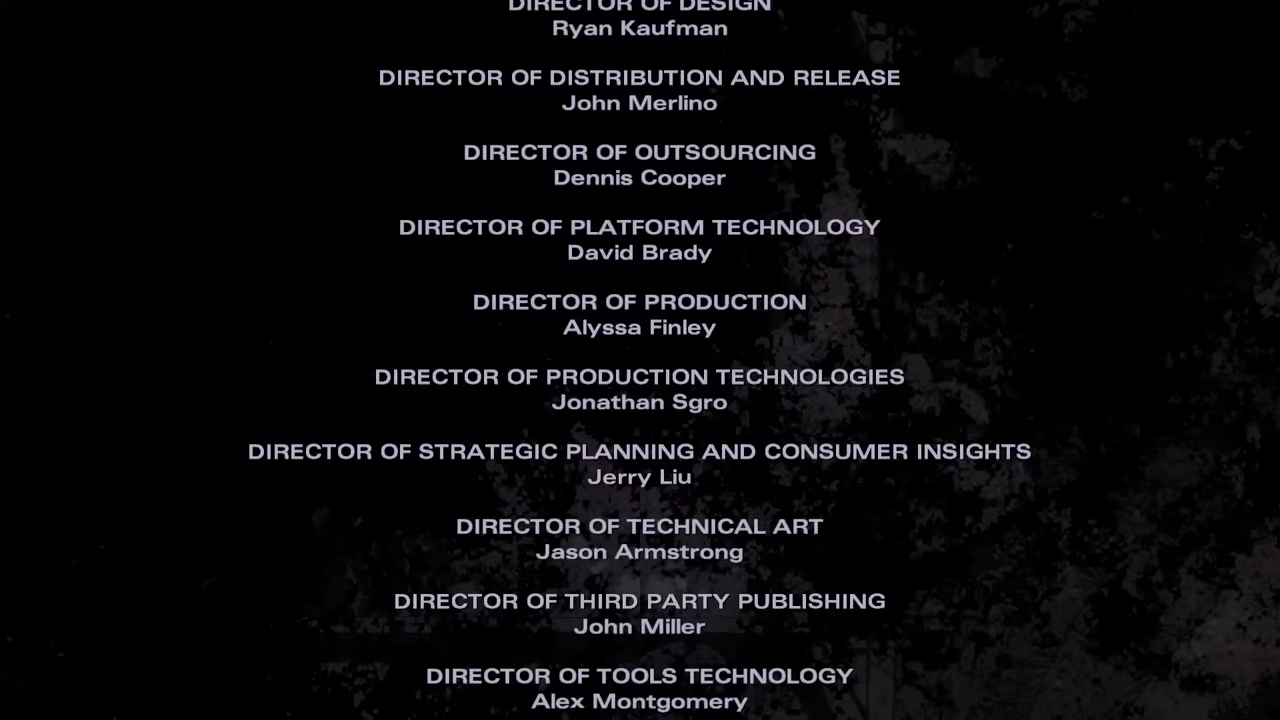 DIRECTOR OF DESIGN
Ryan Kaufman
DIRECTOR OF DISTRIBUTION AND RELEASE
John Merlino
DIRECTOR OF OUTSOURCING
Dennis Cooper
DIRECTOR OF PLATFORM TECHNOLOGY
David Brady
DIRECTOR OF PRODUCTION
Alyssa Finley
DIRECTOR OF PRODUCTION TECHNOLOGIES
Jonathan Sgro
DIRECTOR OF STRATEGIC PLANNING AND CONSUMER INSIGHTS
Jerry Liu
DIRECTOR OF TECHNICAL ART
Jason Armstrong
DIRECTOR OF THIRD PARTY PUBLISHING
John Miller
DIRECTOR OF TOOLS TECHNOLOGY
Alex Montgomery